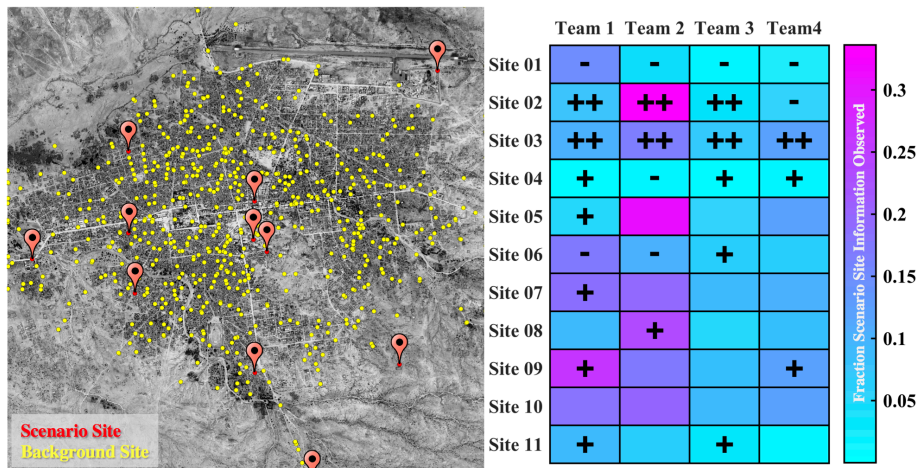 Scenario Site
Background Site
Team 1 Team 2 Team 3 Team4
Site 01 - - - -
Site 02 ++ ++ ++ -
Site 03 ++ ++ ++ ++
Site 04 + - + +
Site 05 +
Site 06 - - +
Site 07 +
Site 08 +
Site 09 + +
Site 10
Site 11 + +
Fraction Scenario Site Information Observed
0.3
0.25
0.2
0.15
0.1
0.05